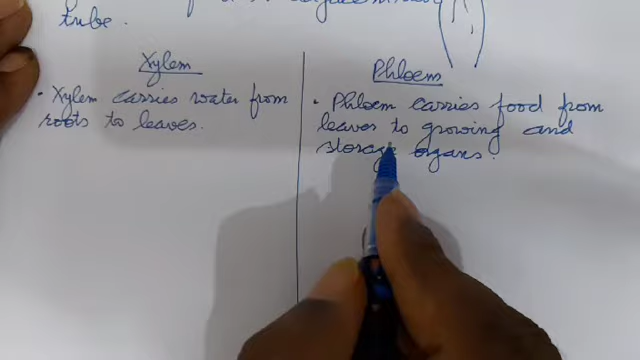 tube.
Xylem
• Xylem carries water from
roots to leaves.
Phloem
• Phloem carries food from
leaves to growing and
storage organs.